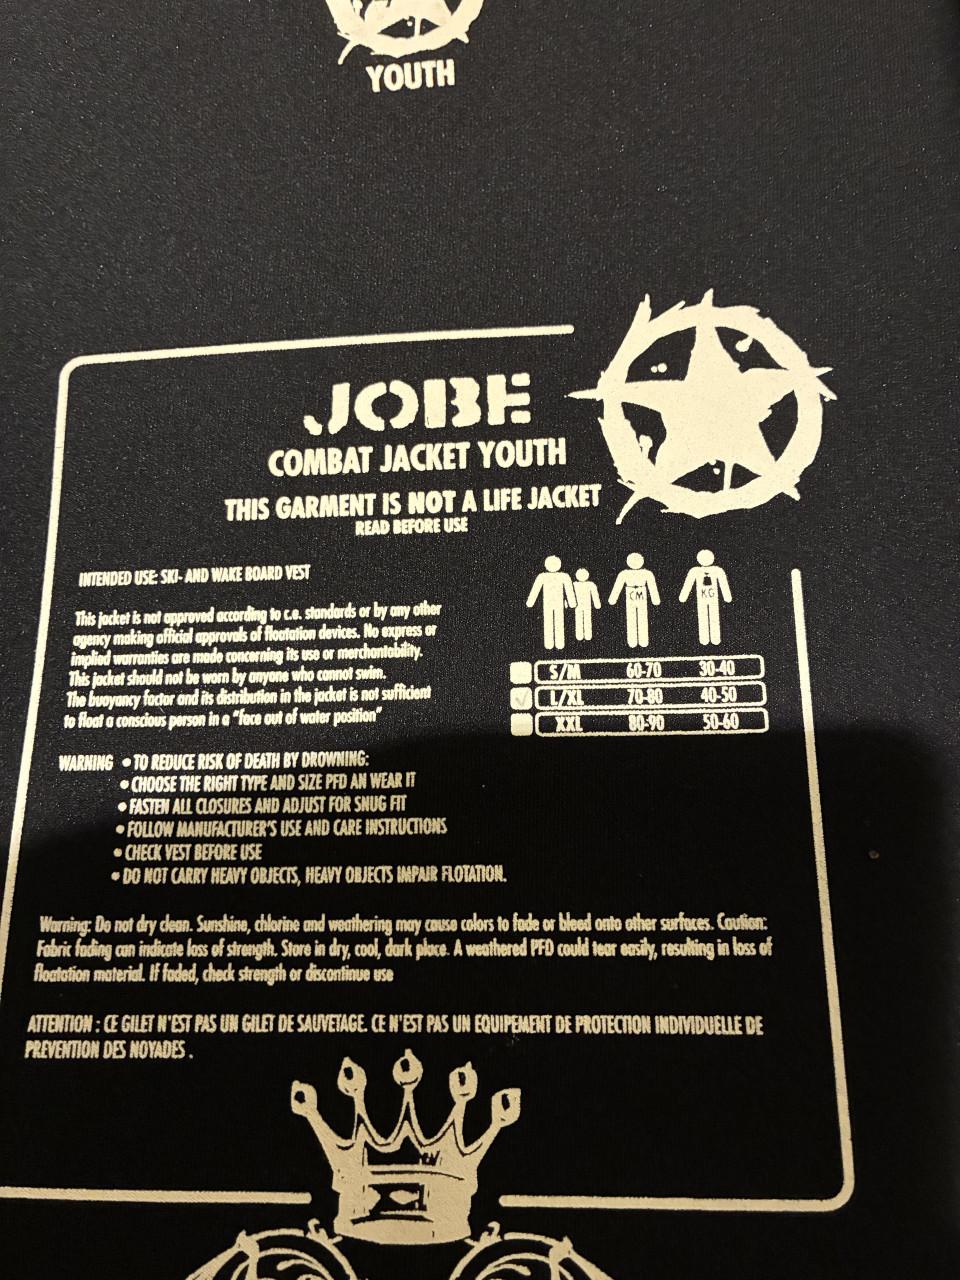 YOUTH
JOBE
COMBAT JACKET YOUTH
THIS GARMENT IS NOT A LIFE JACKET
READ BEFORE USE
INTENDED USE: SKI- AND WAKE BOARD VEST
This jacket is not approved according to c.e. standards or by any other
agency making official approvals of floatation devices. No express or
implied warranties are made concerning its use or merchantability.
This jacket should not be worn by anyone who cannot swim.
The buoyancy factor and its distribution in the jacket is not sufficient
to float a conscious person in a "face out of water position"
CM KG
S/M 60-70 30-40
L/XL 70-80 40-50
XXL 80-90 50-60
WARNING • TO REDUCE RISK OF DEATH BY DROWNING:
• CHOOSE THE RIGHT TYPE AND SIZE PFD AN WEAR IT
• FASTEN ALL CLOSURES AND ADJUST FOR SNUG FIT
• FOLLOW MANUFACTURER'S USE AND CARE INSTRUCTIONS
• CHECK VEST BEFORE USE
• DO NOT CARRY HEAVY OBJECTS, HEAVY OBJECTS IMPAIR FLOTATION.
Warning: Do not dry clean. Sunshine, chlorine and weathering may cause colors to fade or bleed onto other surfaces. Caution:
Fabric fading can indicate loss of strength. Store in dry, cool, dark place. A weathered PFD could tear easily, resulting in loss of
floatation material. If faded, check strength or discontinue use
ATTENTION : CE GILET N'EST PAS UN GILET DE SAUVETAGE. CE N'EST PAS UN EQUIPEMENT DE PROTECTION INDIVIDUELLE DE
PREVENTION DES NOYADES .